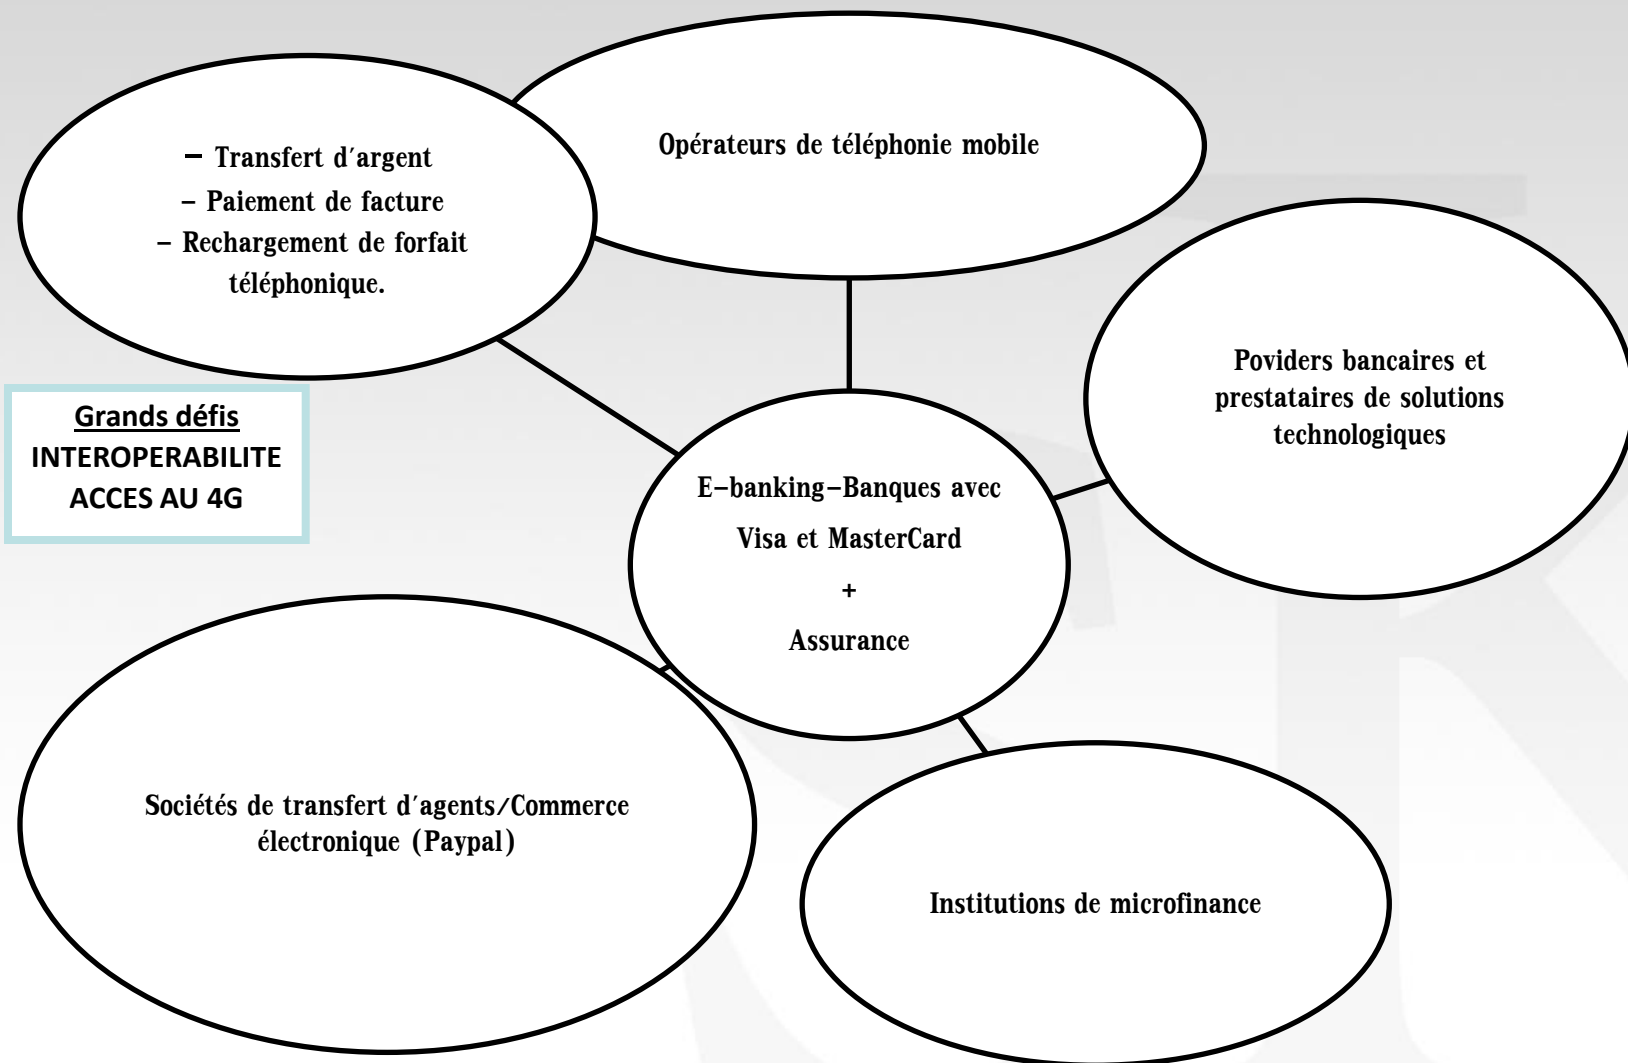 – Transfert d'argent
– Paiement de facture
– Rechargement de forfait
téléphonique.
Opérateurs de téléphonie mobile
Poviders bancaires et
prestataires de solutions
technologiques
Grands défis
INTEROPERABILITE
ACCES AU 4G
E-banking-Banques avec
Visa et MasterCard
+
Assurance
Sociétés de transfert d'agents/Commerce
électronique (Paypal)
Institutions de microfinance